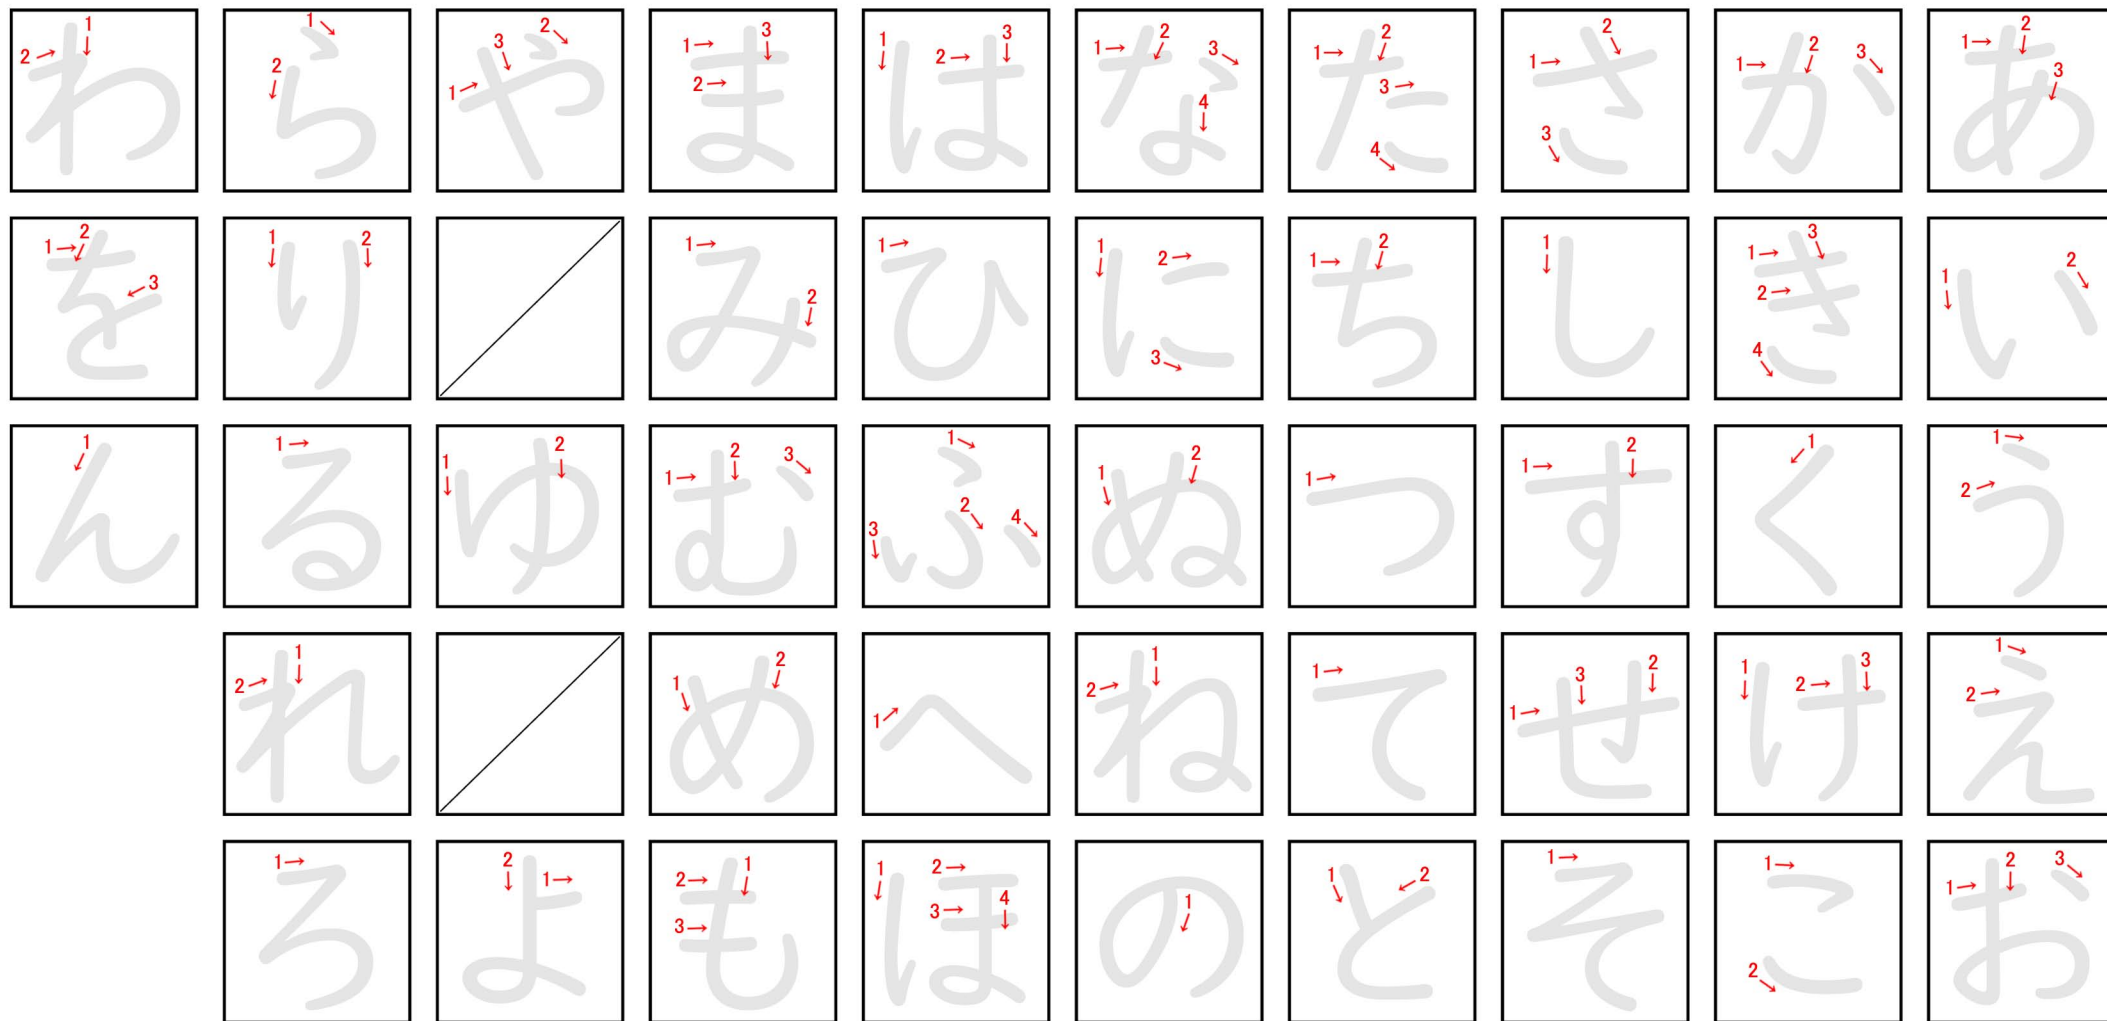 あいうえお
かきくけこ
さしすせそ
たちつてと
なにぬねの
はひふへほ
まみむめも
やゆよ
らりるれろ
わをん